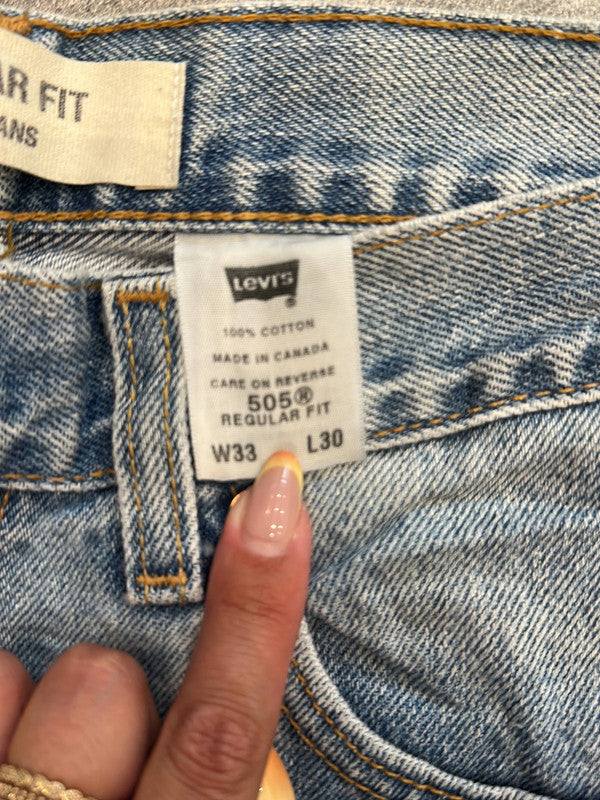 AR FIT
ANS
Levi's
®
100% COTTON
MADE IN CANADA
CARE ON REVERSE
505®
REGULAR FIT
W33 L30